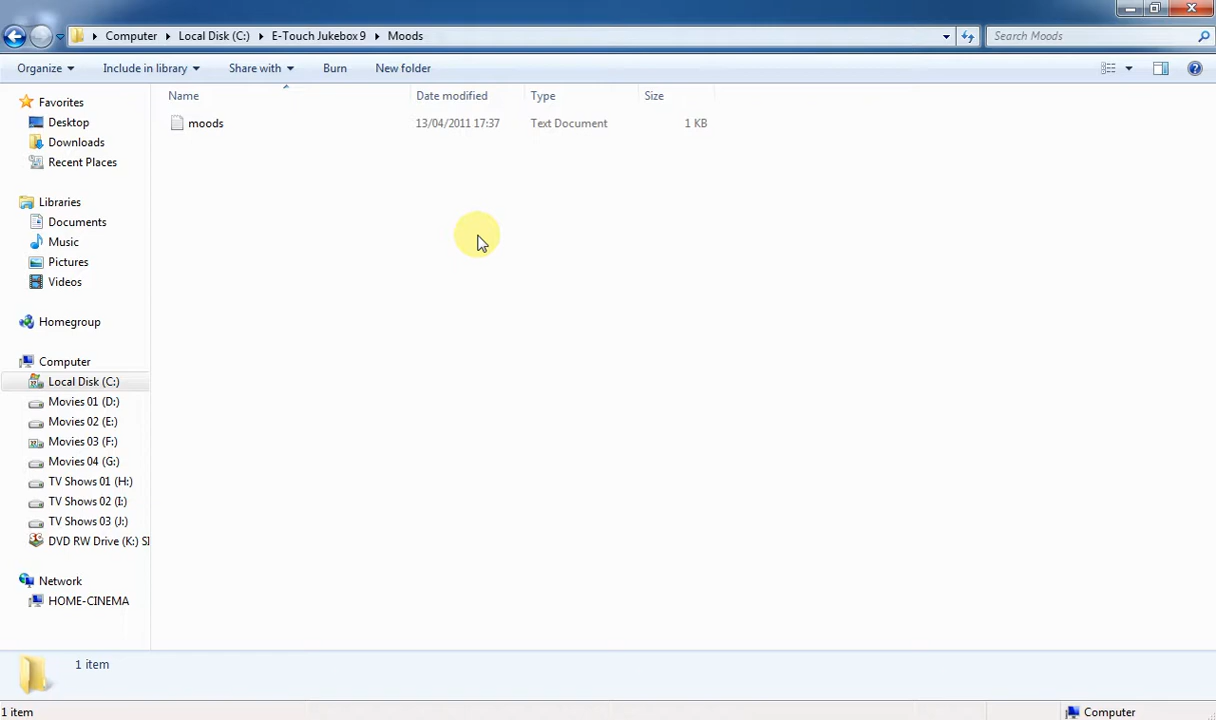 Computer Local Disk (C:) E-Touch Jukebox 9 Moods Search Moods
Organize Include in library Share with Burn New folder
Name Date modified Type Size
moods 13/04/2011 17:37 Text Document 1 KB
Favorites
Desktop
Downloads
Recent Places
Libraries
Documents
Music
Pictures
Videos
Homegroup
Computer
Local Disk (C:)
Movies 01 (D:)
Movies 02 (E:)
Movies 03 (F:)
Movies 04 (G:)
TV Shows 01 (H:)
TV Shows 02 (I:)
TV Shows 03 (J:)
DVD RW Drive (K:) SI
Network
HOME-CINEMA
1 item
1 item Computer